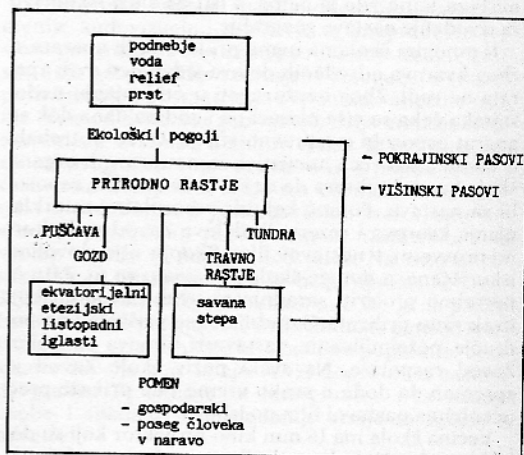 podnebje
voda
relief
prst
Ekološki pogoji
PRIRODNO RASTJE
- POKRAJINSKI PASOVI
- VIŠINSKI PASOVI
PUŠČAVA
GOZD
TRAVNO
RASTJE
TUNDRA
ekvatorijelni
etezijski
listopadni
iglasti
savana
stepa
POMEN
- gospodarski
- poseg človeka
v naravo